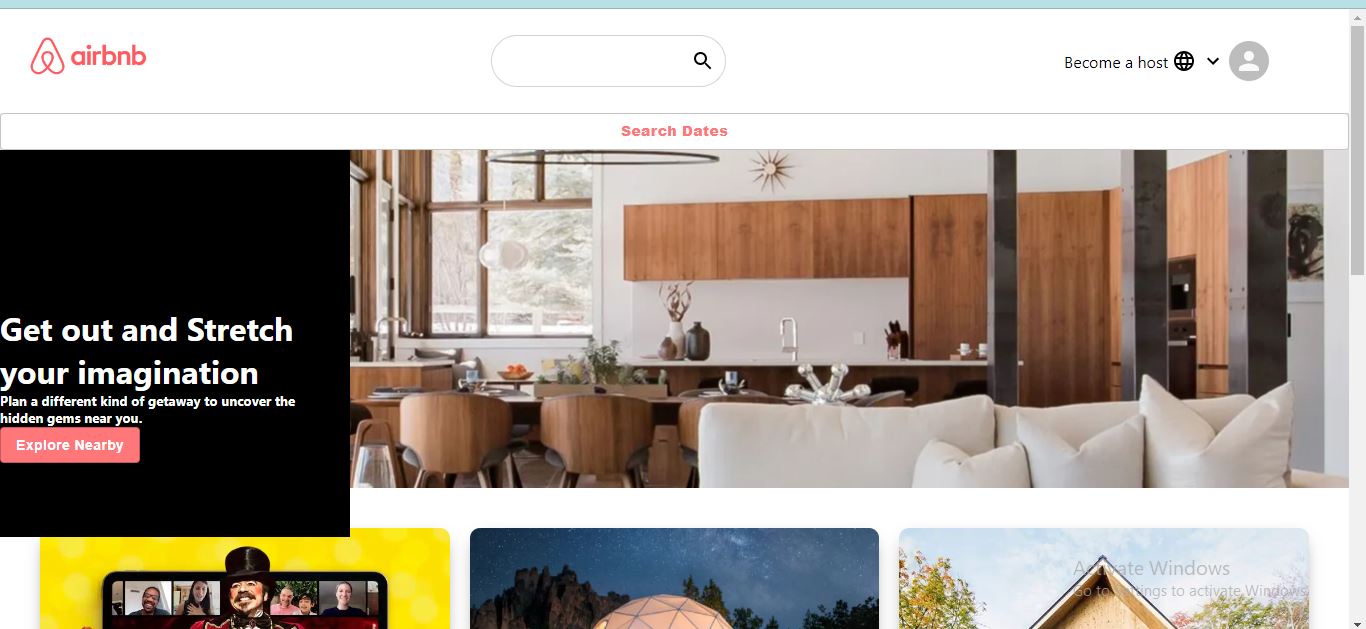 airbnb
Become a host
Search Dates
Get out and Stretch
your imagination
Plan a different kind of getaway to uncover the
hidden gems near you.
Explore Nearby
Activate Windows
Go to Settings to activate Windows.